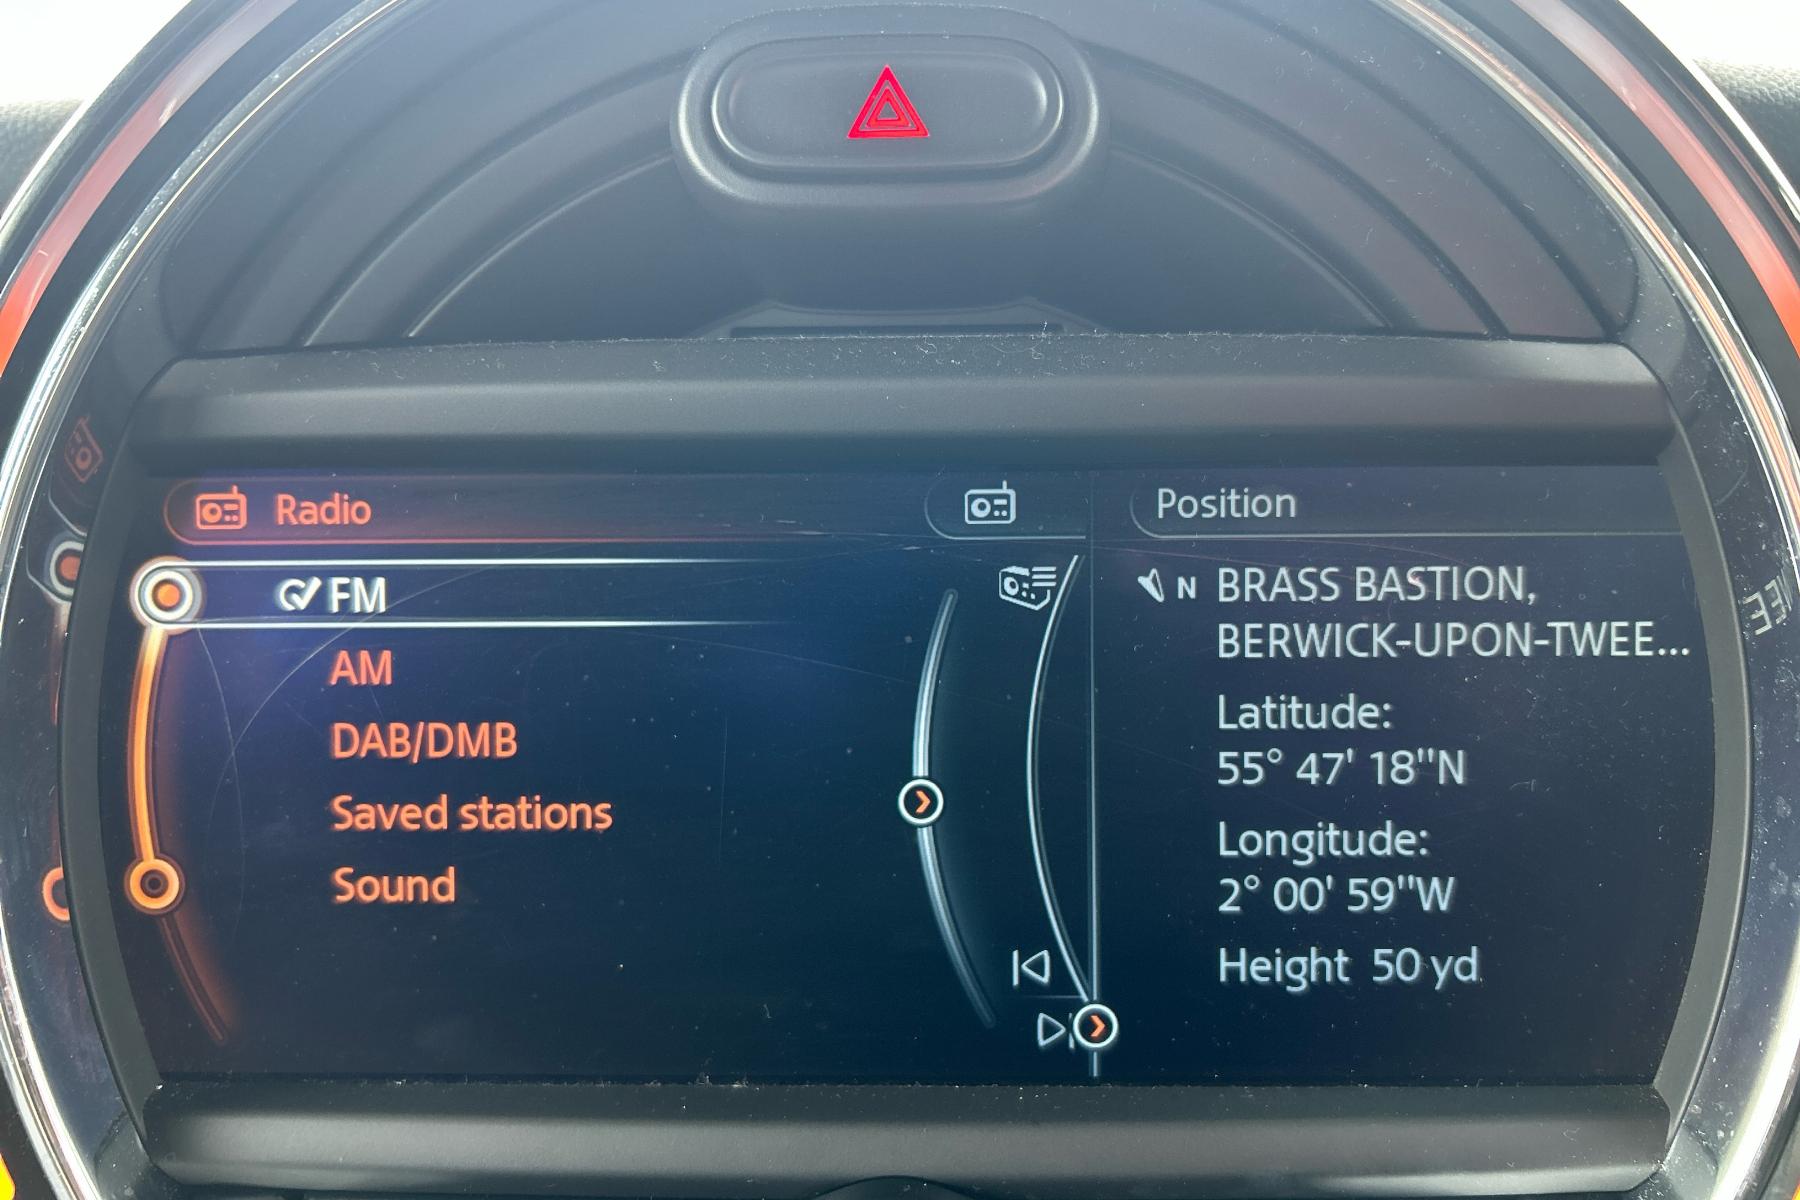 Radio
FM
AM
DAB/DMB
Saved stations
Sound
Position
N BRASS BASTION,
BERWICK-UPON-TWEE...
Latitude:
55° 47' 18"N
Longitude:
2° 00' 59"W
Height 50 yd